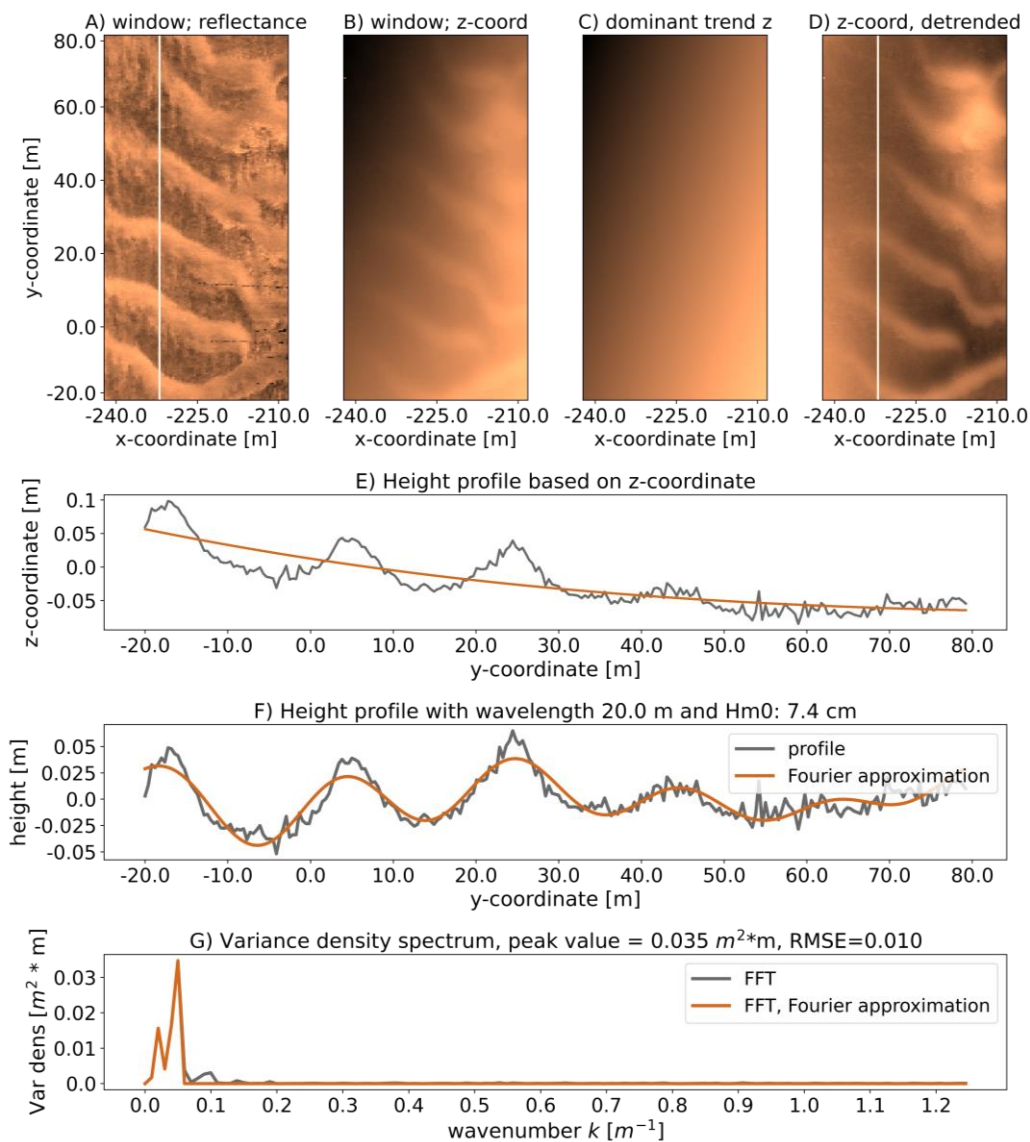 A) window; reflectance
B) window; z-coord
C) dominant trend z
D) z-coord, detrended
80.0
60.0
40.0
20.0
0.0
-20.0
y-coordinate [m]
-240.0 -225.0 -210.0
x-coordinate [m]
-240.0 -225.0 -210.0
x-coordinate [m]
-240.0 -225.0 -210.0
x-coordinate [m]
-240.0 -225.0 -210.0
x-coordinate [m]
E) Height profile based on z-coordinate
z-coordinate [m]
0.1
0.05
0.0
-0.05
-20.0 -10.0 0.0 10.0 20.0 30.0 40.0 50.0 60.0 70.0 80.0
y-coordinate [m]
F) Height profile with wavelength 20.0 m and Hm0: 7.4 cm
height [m]
0.05
0.025
0.0
-0.025
-0.05
profile
Fourier approximation
-20.0 -10.0 0.0 10.0 20.0 30.0 40.0 50.0 60.0 70.0 80.0
y-coordinate [m]
G) Variance density spectrum, peak value = 0.035 m²*m, RMSE=0.010
Var dens [m² * m]
0.03
0.02
0.01
0.0
FFT
FFT, Fourier approximation
0.0 0.1 0.2 0.3 0.4 0.5 0.6 0.7 0.8 0.9 1.0 1.1 1.2
wavenumber k [m⁻¹]